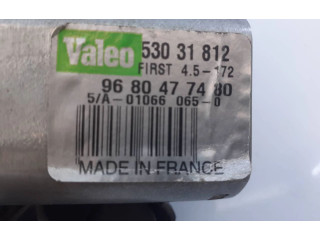 Valeo 530 31 812
FIRST 4.5-172
96 80 47 74 80
5/A-01066 065-0
MADE IN FRANCE